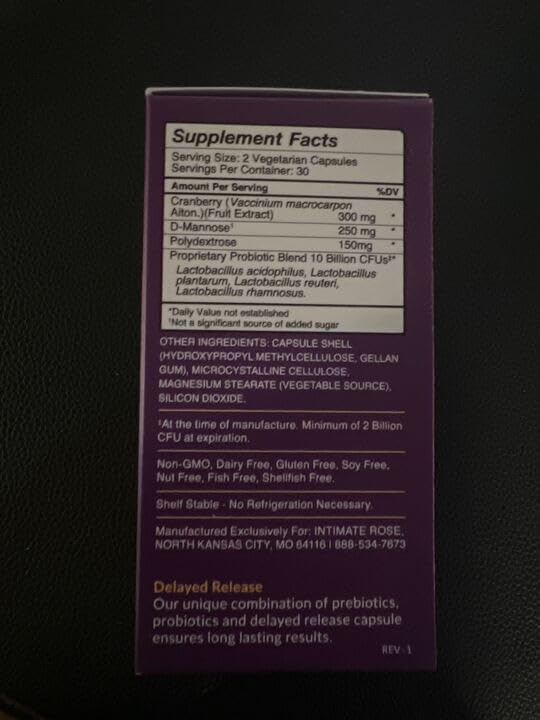 Supplement Facts
Serving Size: 2 Vegetarian Capsules
Servings Per Container: 30
Amount Per Serving %DV
Cranberry (Vaccinium macrocarpon
Aiton.)(Fruit Extract) 300 mg *
D-Mannose† 250 mg *
Polydextrose 150mg *
Proprietary Probiotic Blend 10 Billion CFUs‡*
Lactobacillus acidophilus, Lactobacillus
plantarum, Lactobacillus reuteri,
Lactobacillus rhamnosus.
*Daily Value not established
†Not a significant source of added sugar
OTHER INGREDIENTS: CAPSULE SHELL
(HYDROXYPROPYL METHYLCELLULOSE, GELLAN
GUM), MICROCYSTALLINE CELLULOSE,
MAGNESIUM STEARATE (VEGETABLE SOURCE),
SILICON DIOXIDE.
‡At the time of manufacture. Minimum of 2 Billion
CFU at expiration.
Non-GMO, Dairy Free, Gluten Free, Soy Free,
Nut Free, Fish Free, Shellfish Free.
Shelf Stable - No Refrigeration Necessary.
Manufactured Exclusively For: INTIMATE ROSE,
NORTH KANSAS CITY, MO 64116 | 888-534-7673
Delayed Release
Our unique combination of prebiotics,
probiotics and delayed release capsule
ensures long lasting results.
REV - 1